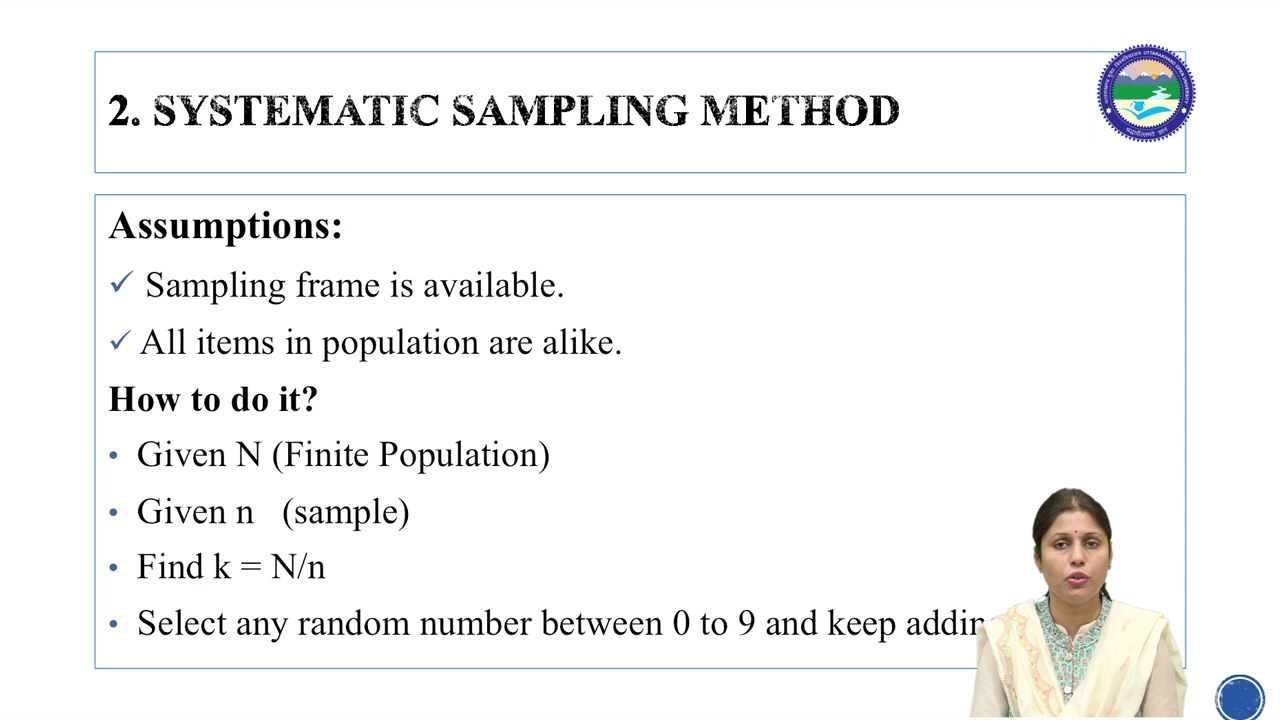 2. SYSTEMATIC SAMPLING METHOD
Assumptions:
✓ Sampling frame is available.
✓ All items in population are alike.
How to do it?
• Given N (Finite Population)
• Given n (sample)
• Find k = N/n
• Select any random number between 0 to 9 and keep